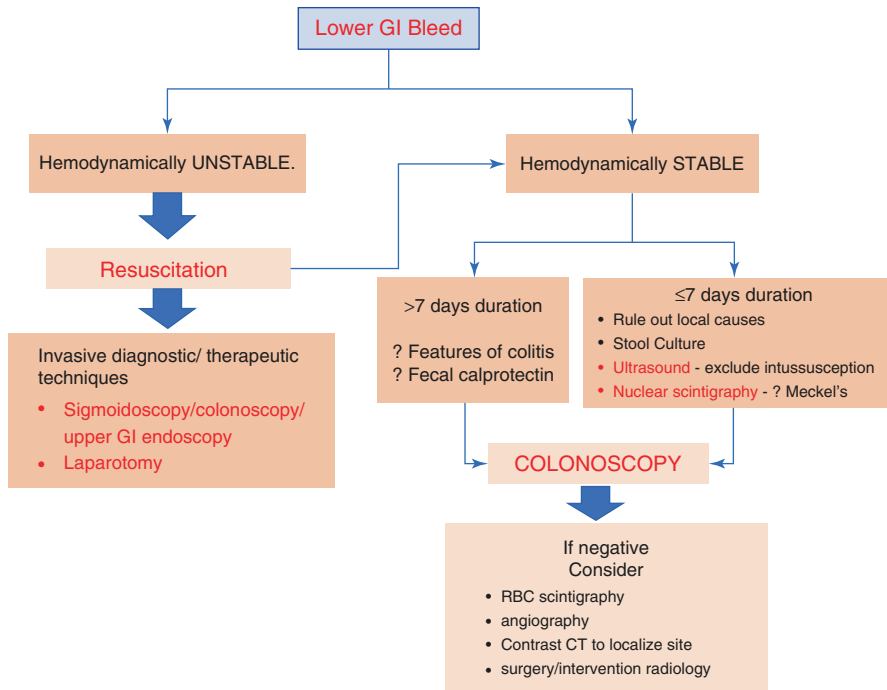 Lower GI Bleed
Hemodynamically UNSTABLE.
Hemodynamically STABLE
Resuscitation
Invasive diagnostic/ therapeutic
techniques
• Sigmoidoscopy/colonoscopy/
upper GI endoscopy
• Laparotomy
>7 days duration
? Features of colitis
? Fecal calprotectin
≤7 days duration
• Rule out local causes
• Stool Culture
• Ultrasound - exclude intussusception
• Nuclear scintigraphy - ? Meckel's
COLONOSCOPY
If negative
Consider
• RBC scintigraphy
• angiography
• Contrast CT to localize site
• surgery/intervention radiology